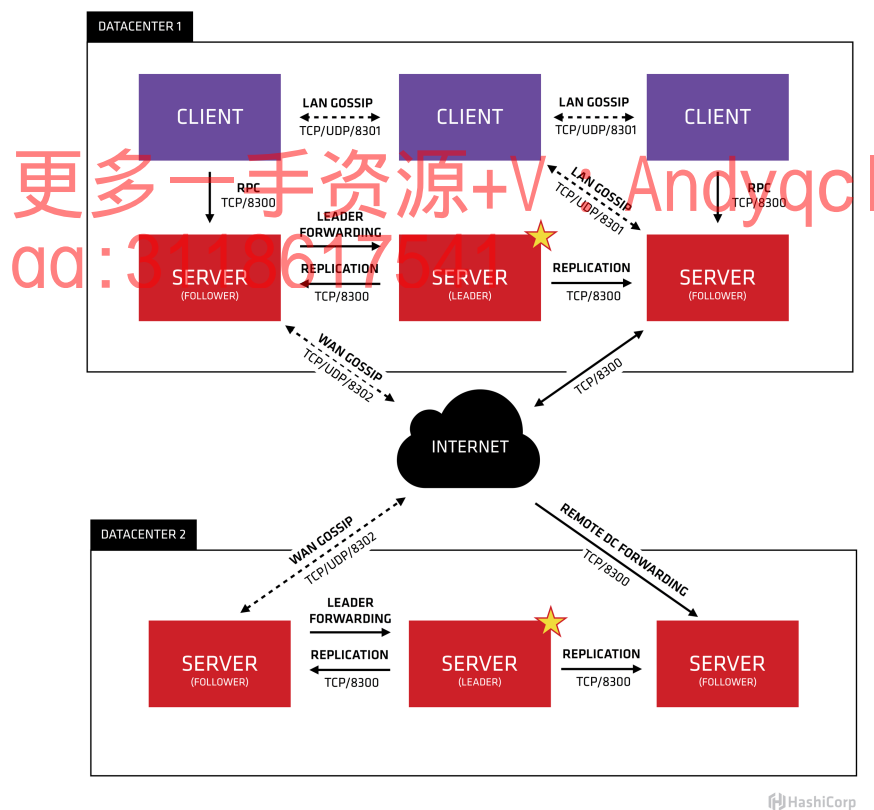 DATACENTER 1
CLIENT
LAN GOSSIP
TCP/UDP/8301
CLIENT
LAN GOSSIP
TCP/UDP/8301
CLIENT
更多一手资源+V：Andyqcl
RPC
TCP/8300
LAN GOSSIP
TCP/UDP/8301
RPC
TCP/8300
LEADER
FORWARDING
qq:3118617541
SERVER
(FOLLOWER)
REPLICATION
TCP/8300
SERVER
(LEADER)
REPLICATION
TCP/8300
SERVER
(FOLLOWER)
WAN GOSSIP
TCP/UDP/8302
TCP/8300
INTERNET
DATACENTER 2
WAN GOSSIP
TCP/UDP/8302
REMOTE DC FORWARDING
TCP/8300
LEADER
FORWARDING
SERVER
(FOLLOWER)
REPLICATION
TCP/8300
SERVER
(LEADER)
REPLICATION
TCP/8300
SERVER
(FOLLOWER)
HashiCorp